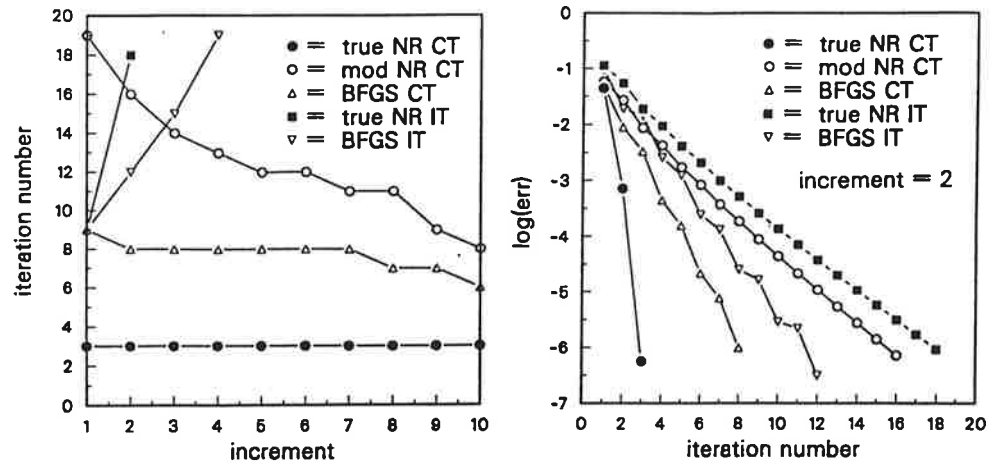 20
18
16
14
12
10
8
6
4
2
0
iteration number
● = true NR CT
○ = mod NR CT
△ = BFGS CT
■ = true NR IT
▽ = BFGS IT
1 2 3 4 5 6 7 8 9 10
increment
-0
-1
-2
-3
-4
-5
-6
-7
log(err)
● = true NR CT
○ = mod NR CT
△ = BFGS CT
■ = true NR IT
▽ = BFGS IT
increment = 2
0 2 4 6 8 10 12 14 16 18 20
iteration number